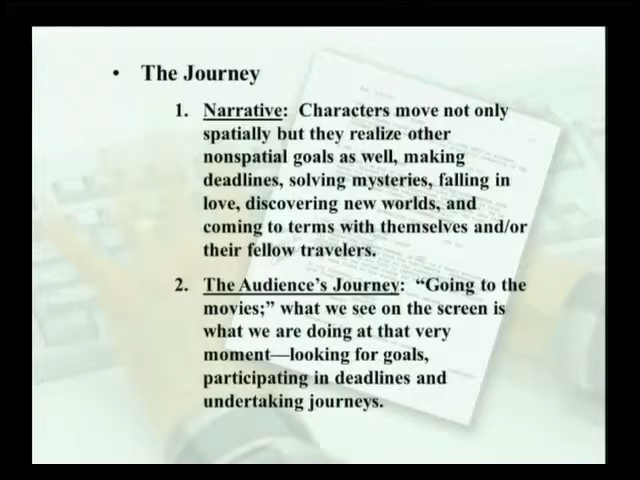 • The Journey
1. Narrative: Characters move not only
spatially but they realize other
nonspatial goals as well, making
deadlines, solving mysteries, falling in
love, discovering new worlds, and
coming to terms with themselves and/or
their fellow travelers.
2. The Audience's Journey: “Going to the
movies;” what we see on the screen is
what we are doing at that very
moment—looking for goals,
participating in deadlines and
undertaking journeys.